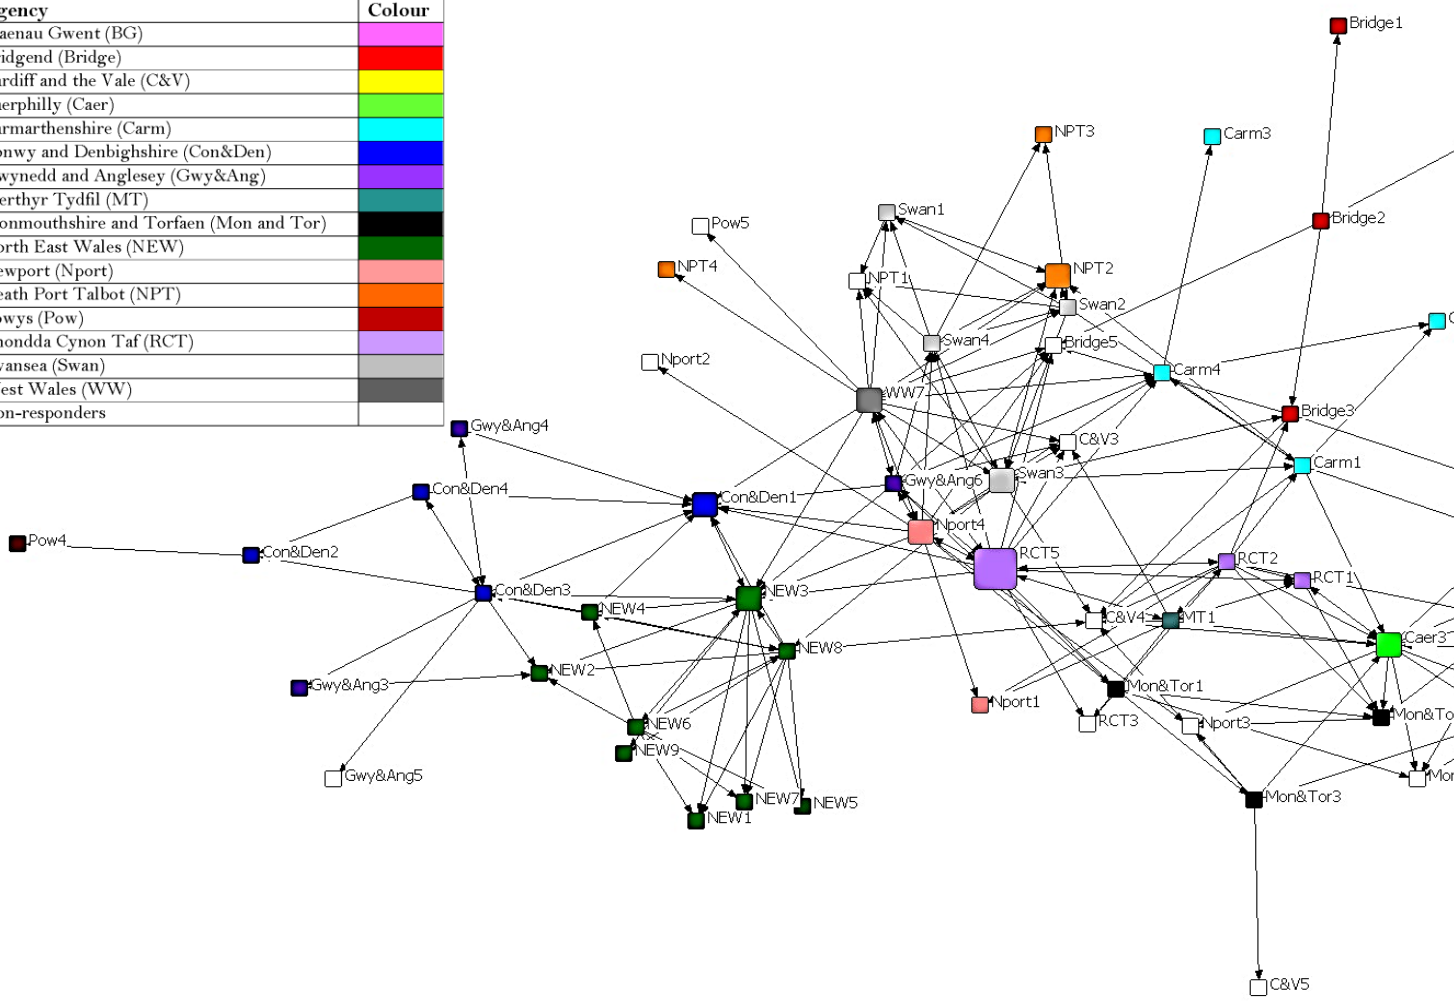 gency Colour
aenau Gwent (BG)
idgend (Bridge)
rdiff and the Vale (C&V)
erphilly (Caer)
rmarthenshire (Carm)
onwy and Denbighshire (Con&Den)
wynedd and Anglesey (Gwy&Ang)
erthyr Tydfil (MT)
onmouthshire and Torfaen (Mon and Tor)
orth East Wales (NEW)
ewport (Nport)
eath Port Talbot (NPT)
owys (Pow)
hondda Cynon Taf (RCT)
wansea (Swan)
est Wales (WW)
on-responders
Bridge1
NPT3
Carm3
Swan1
Bridge2
Pow5
NPT4
NPT1
NPT2
Swan2
C
Swan4
Bridge5
Nport2
Carm4
WW7
Bridge3
Gwy&Ang4
C&V3
Carm1
Con&Den4
Con&Den1
Gwy&Ang6
Swan3
Nport4
Pow4
Con&Den2
RCT5
RCT2
RCT1
Con&Den3
NEW3
NEW4
C&V4
MT1
Caer3
NEW8
NEW2
Gwy&Ang3
Mon&Tor1
Nport1
Mon&To
NEW6
RCT3
Nport3
NEW9
Gwy&Ang5
Mor
NEW7
NEW5
Mon&Tor3
NEW1
C&V5